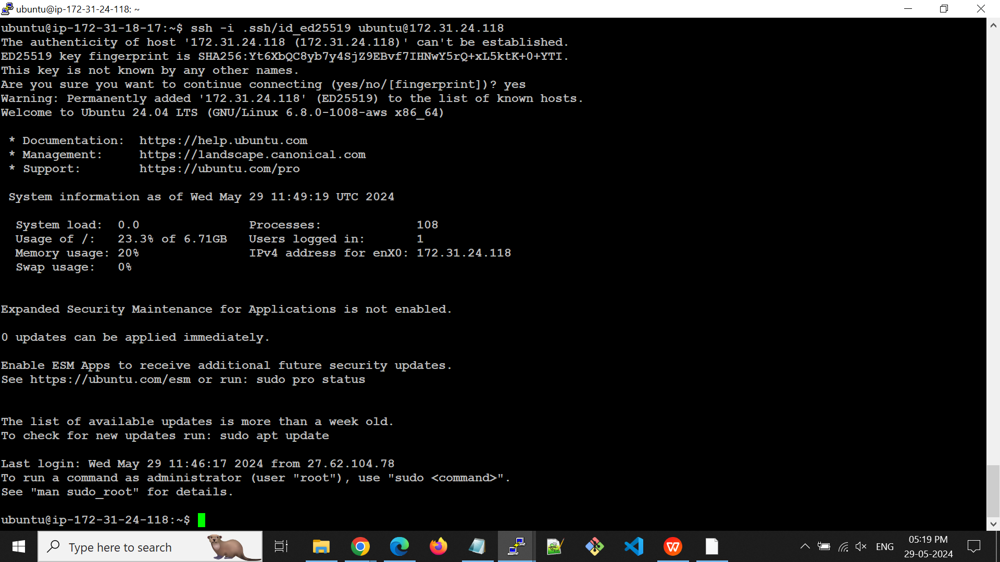 ubuntu@ip-172-31-24-118: ~
ubuntu@ip-172-31-18-17:~$ ssh -i .ssh/id_ed25519 ubuntu@172.31.24.118
The authenticity of host '172.31.24.118 (172.31.24.118)' can't be established.
ED25519 key fingerprint is SHA256:Yt6XbQC8yb7y4SjZ9EBvf7IHNwY5rQ+xL5ktK+0+YTI.
This key is not known by any other names.
Are you sure you want to continue connecting (yes/no/[fingerprint])? yes
Warning: Permanently added '172.31.24.118' (ED25519) to the list of known hosts.
Welcome to Ubuntu 24.04 LTS (GNU/Linux 6.8.0-1008-aws x86_64)
* Documentation:  https://help.ubuntu.com
* Management:     https://landscape.canonical.com
* Support:        https://ubuntu.com/pro
System information as of Wed May 29 11:49:19 UTC 2024
System load:  0.0               Processes:             108
Usage of /:   23.3% of 6.71GB   Users logged in:       1
Memory usage: 20%               IPv4 address for enX0: 172.31.24.118
Swap usage:   0%
Expanded Security Maintenance for Applications is not enabled.
0 updates can be applied immediately.
Enable ESM Apps to receive additional future security updates.
See https://ubuntu.com/esm or run: sudo pro status
The list of available updates is more than a week old.
To check for new updates run: sudo apt update
Last login: Wed May 29 11:46:17 2024 from 27.62.104.78
To run a command as administrator (user "root"), use "sudo <command>".
See "man sudo_root" for details.
ubuntu@ip-172-31-24-118:~$
Type here to search
W
ENG
05:19 PM
29-05-2024